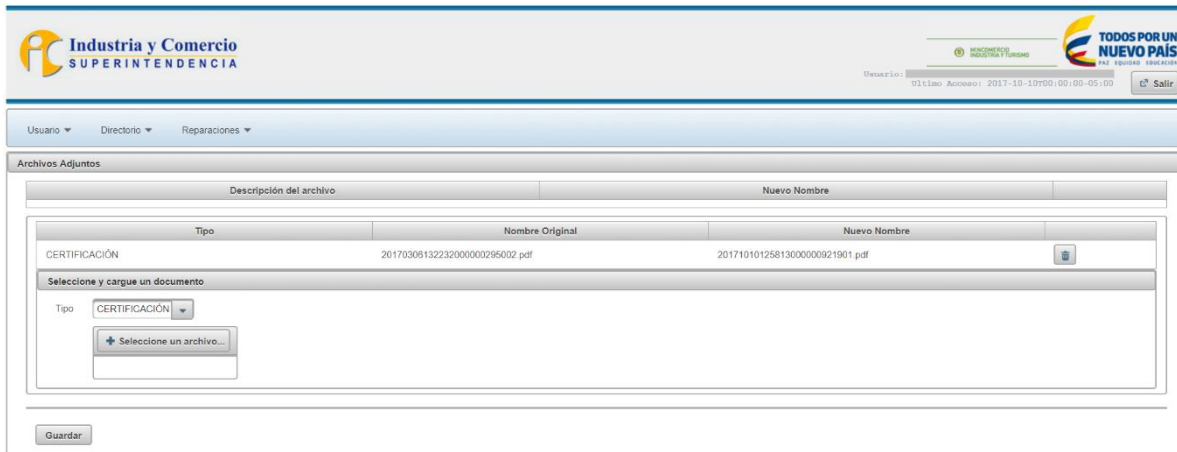 Industria y Comercio
SUPERINTENDENCIA
MINCOMERCIO
INDUSTRIA Y TURISMO
TODOS POR UN
NUEVO PAÍS
PAZ EQUIDAD EDUCACIÓN
Usuario:
Ultimo Acceso: 2017-10-10T00:00:00-05:00
Salir
Usuario Directorio Reparaciones
Archivos Adjuntos
Descripción del archivo Nuevo Nombre
Tipo Nombre Original Nuevo Nombre
CERTIFICACIÓN 20170306132232000000295002.pdf 20171010125813000000921901.pdf
Seleccione y cargue un documento
Tipo CERTIFICACIÓN
Seleccione un archivo...
Guardar